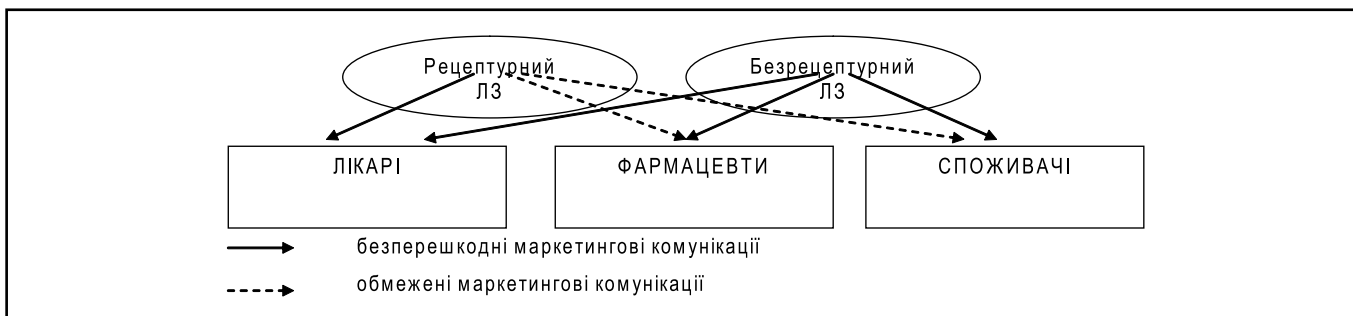 Рецептурний
ЛЗ
Безрецептурний
ЛЗ
ЛІКАРІ
ФАРМАЦЕВТИ
СПОЖИВАЧІ
безперешкодні маркетингові комунікації
обмежені маркетингові комунікації